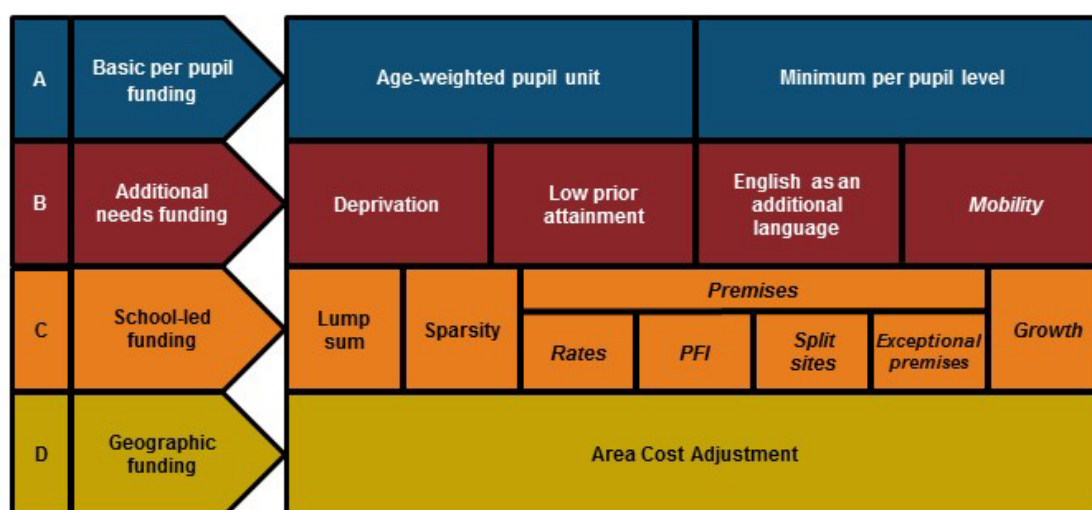 A
Basic per pupil
funding
Age-weighted pupil unit
Minimum per pupil level
B
Additional
needs funding
Deprivation
Low prior
attainment
English as an
additional
language
Mobility
C
School-led
funding
Lump
sum
Sparsity
Premises
Rates
PFI
Split
sites
Exceptional
premises
Growth
D
Geographic
funding
Area Cost Adjustment